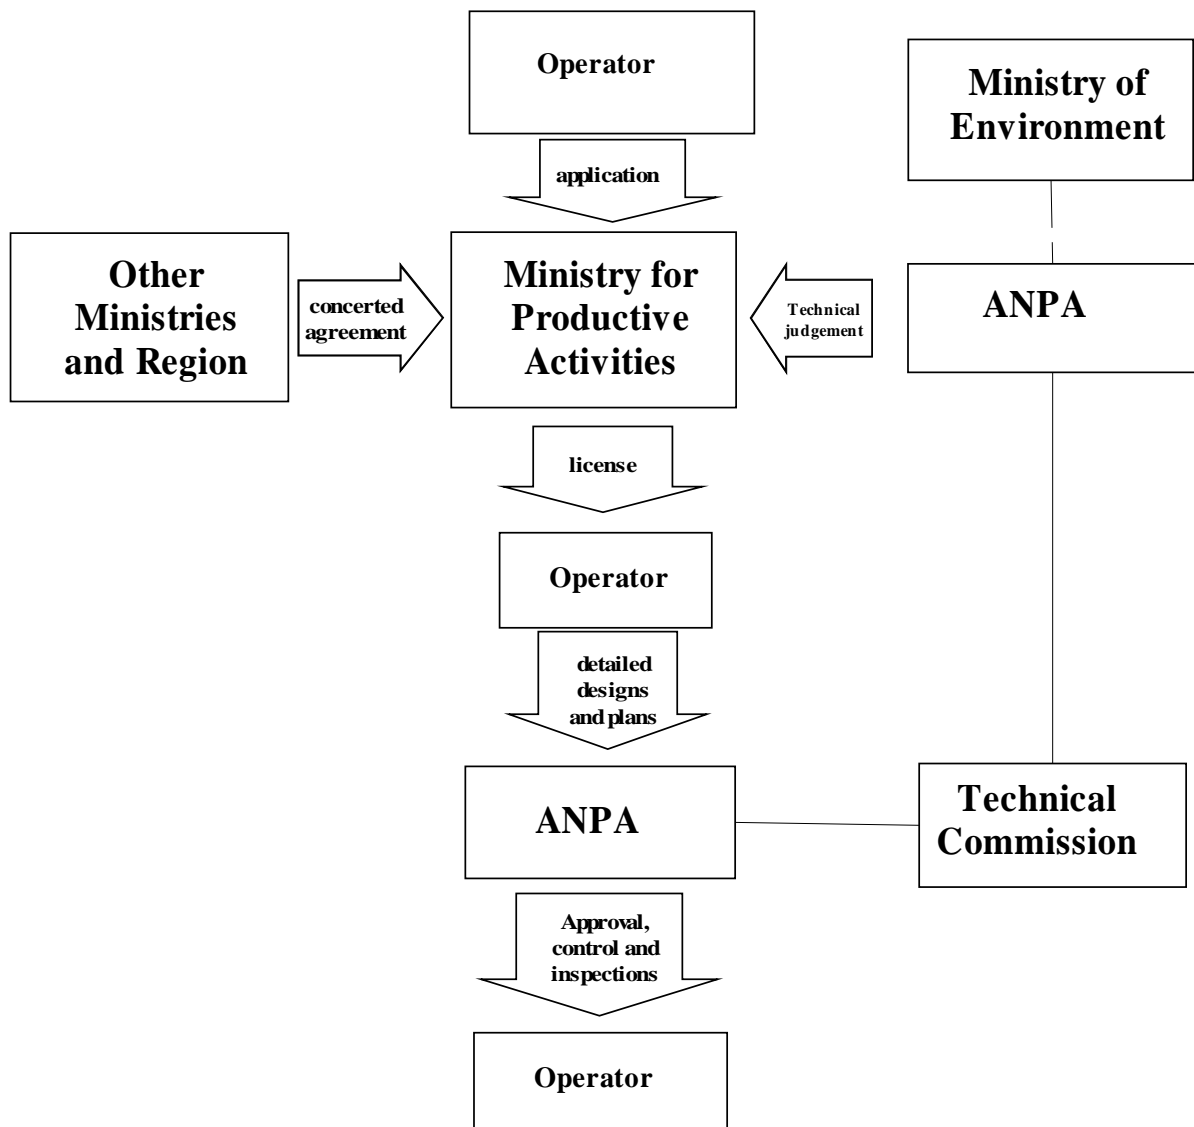 Operator
Ministry of
Environment
application
Other
Ministries
and Region
concerted
agreement
Ministry for
Productive
Activities
Technical
judgement
ANPA
license
Operator
detailed
designs
and plans
ANPA
Technical
Commission
Approval,
control and
inspections
Operator